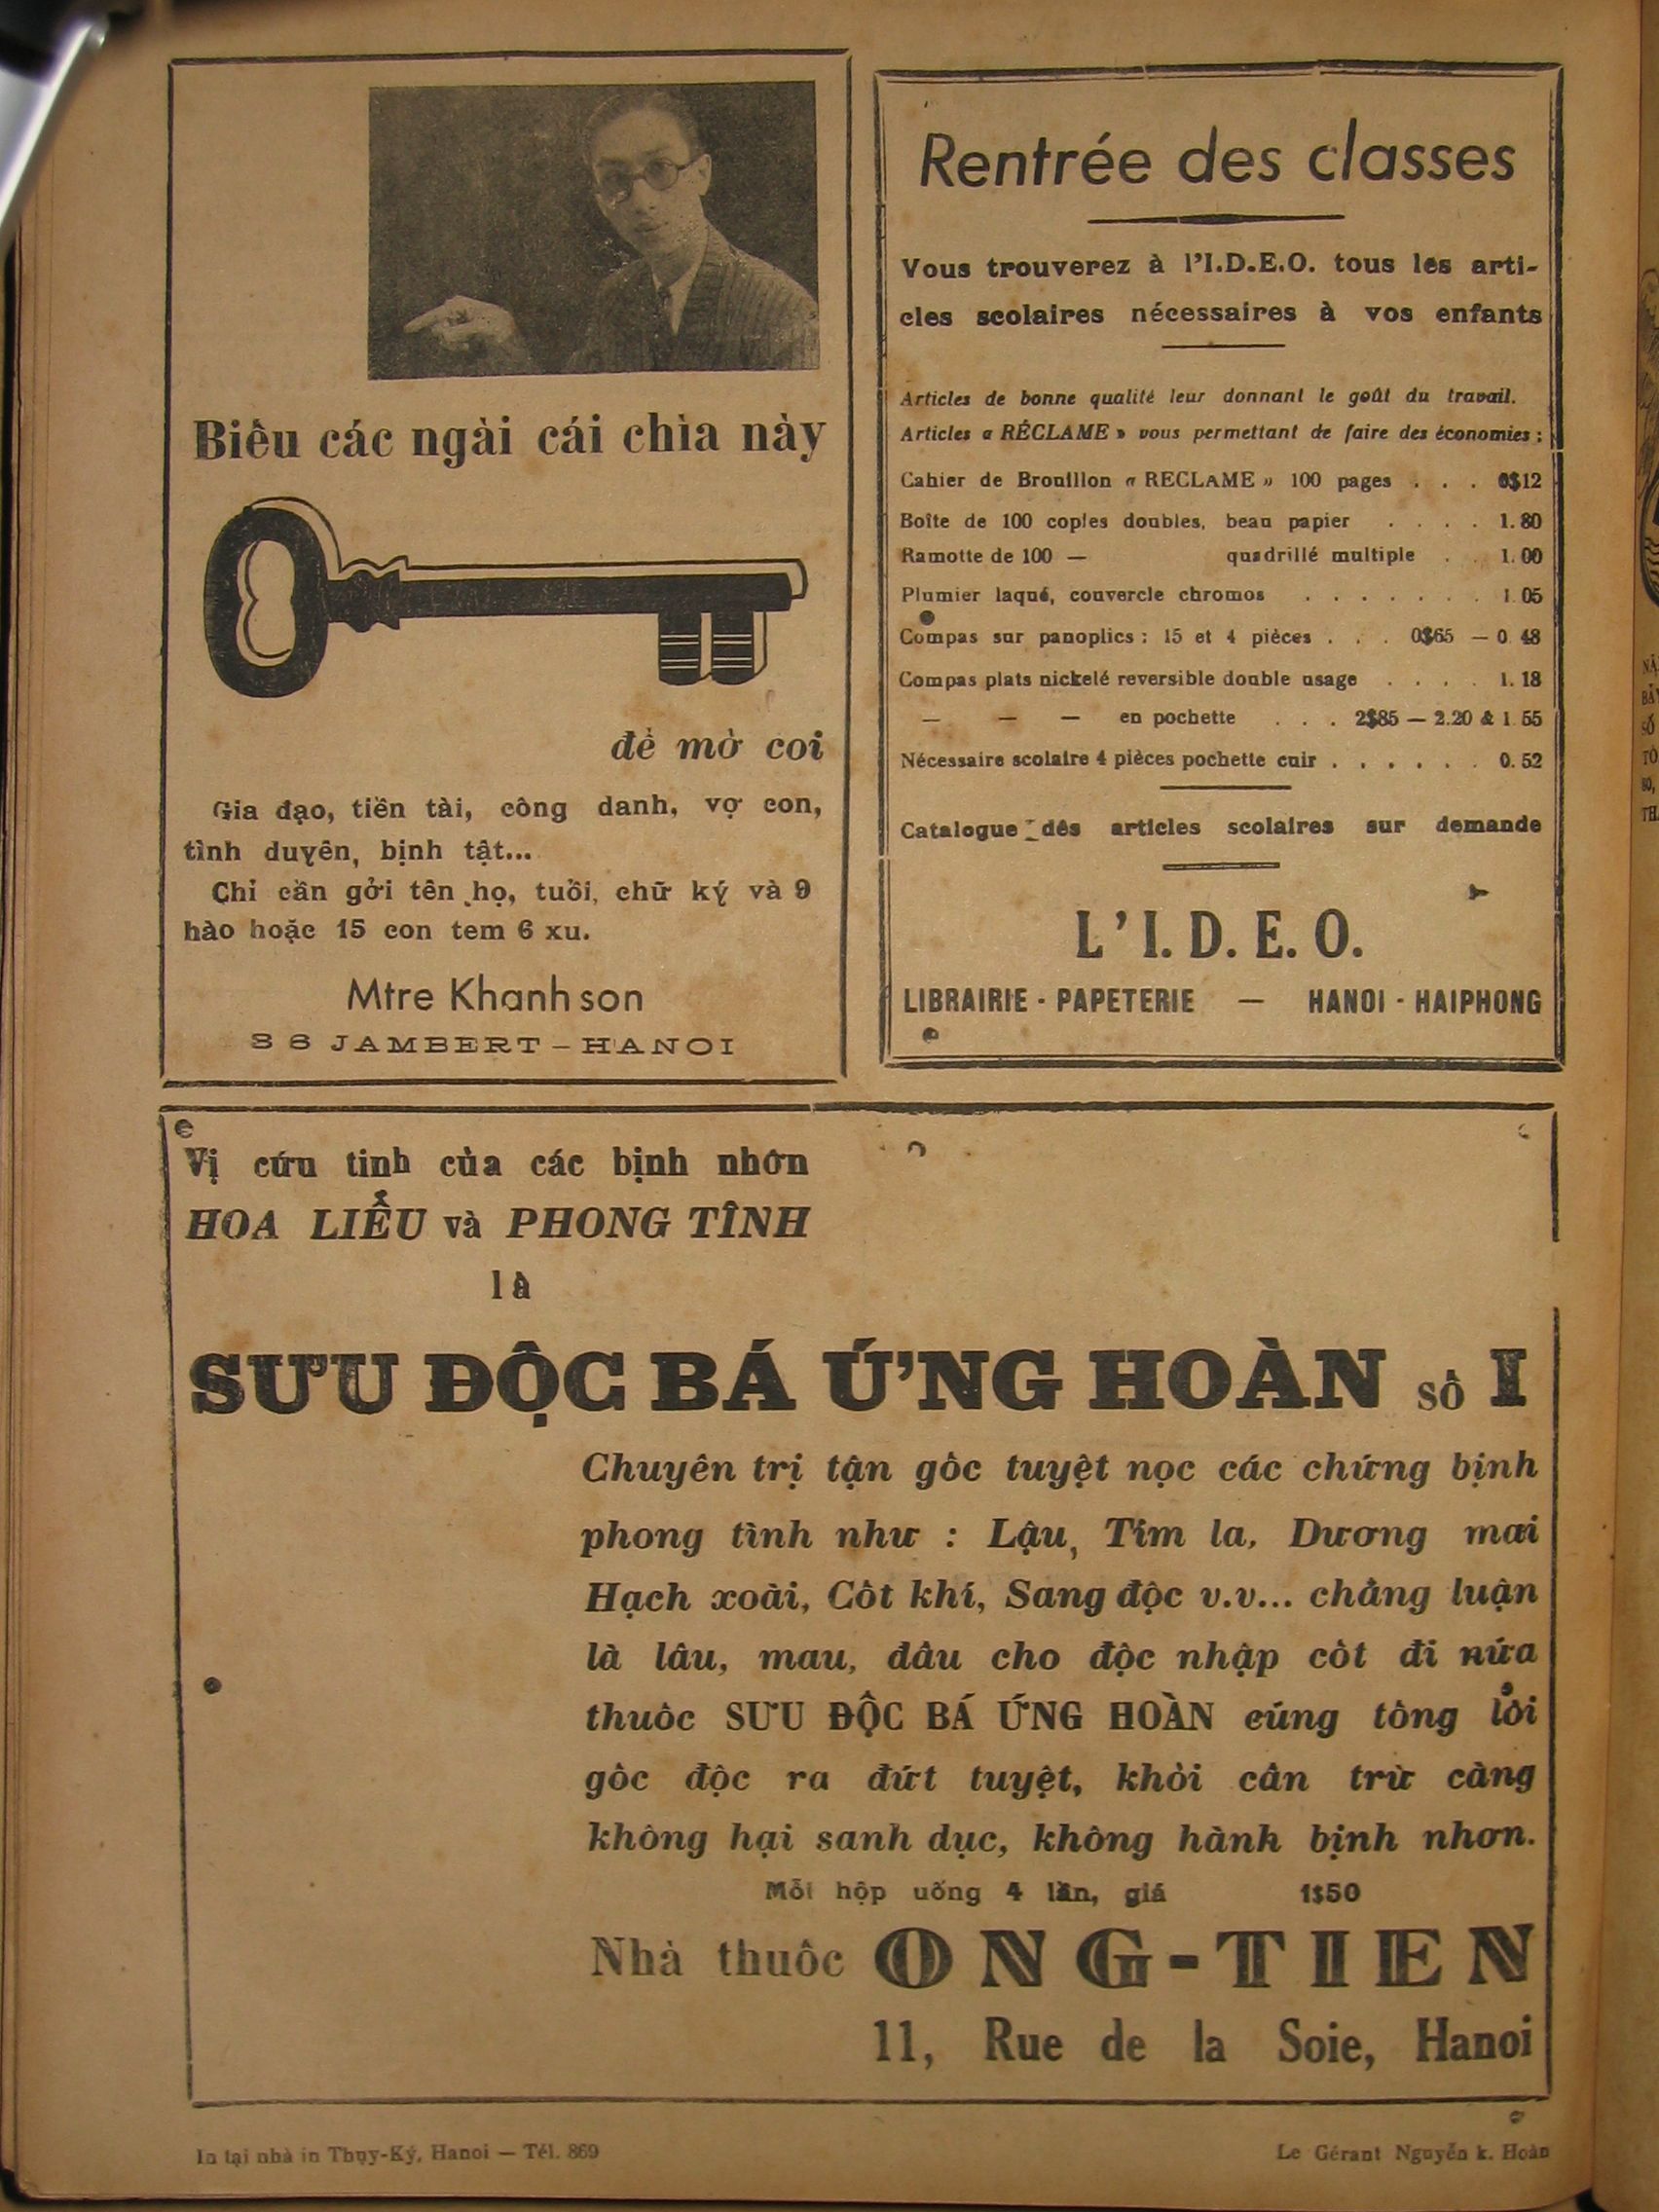 Biếu các ngài cái chìa này
để mở coi
Gia đạo, tiền tài, công danh, vợ con,
tình duyên, bịnh tật...
Chỉ cần gởi tên họ, tuổi, chữ ký và 9
hào hoặc 15 con tem 6 xu.
Mtre Khanh son
36 JAMBERT – HANOI
Rentrée des classes
Vous trouverez à l'I.D.E.O. tous les arti-
cles scolaires nécessaires à vos enfants
Articles de bonne qualité leur donnant le goût du travail.
Articles « RÉCLAME » vous permettant de faire des économies :
Cahier de Brouillon « RECLAME » 100 pages . . . 0$12
Boîte de 100 copies doubles, beau papier . . . . 1.80
Ramotte de 100 — quadrillé multiple . . 1.00
Plumier laqué, couvercle chromos . . . . . . . 1.05
Compas sur panoplics : 15 et 4 pièces . . . 0$65 — 0.48
Compas plats nickelé reversible double usage . . . . 1.18
— — — en pochette . . . 2$85 — 2.20 & 1.55
Nécessaire scolaire 4 pièces pochette cuir . . . . . . 0.52
Catalogue des articles scolaires sur demande
L'I.D.E.O.
LIBRAIRIE - PAPETERIE — HANOI - HAIPHONG
Vị cứu tinh của các bịnh nhơn
HOA LIỄU và PHONG TÌNH
là
SƯU ĐỘC BÁ ỨNG HOÀN số I
Chuyên trị tận gốc tuyệt nọc các chứng bịnh
phong tình như : Lậu, Tim la, Dương mai
Hạch xoài, Cốt khí, Sang độc v.v... chẳng luận
là lâu, mau, dầu cho độc nhập cốt đi nữa
thuốc SƯU ĐỘC BÁ ỨNG HOÀN cũng tống lôi
gốc độc ra dứt tuyệt, khỏi cần trừ căng
không hại sanh dục, không hành bịnh nhơn.
Mỗi hộp uống 4 lần, giá 1$50
Nhà thuốc ONG-TIEN
11, Rue de la Soie, Hanoi
In tại nhà in Thụy-Ký, Hanoi — Tél. 869
Le Gérant Nguyễn k. Hoàn